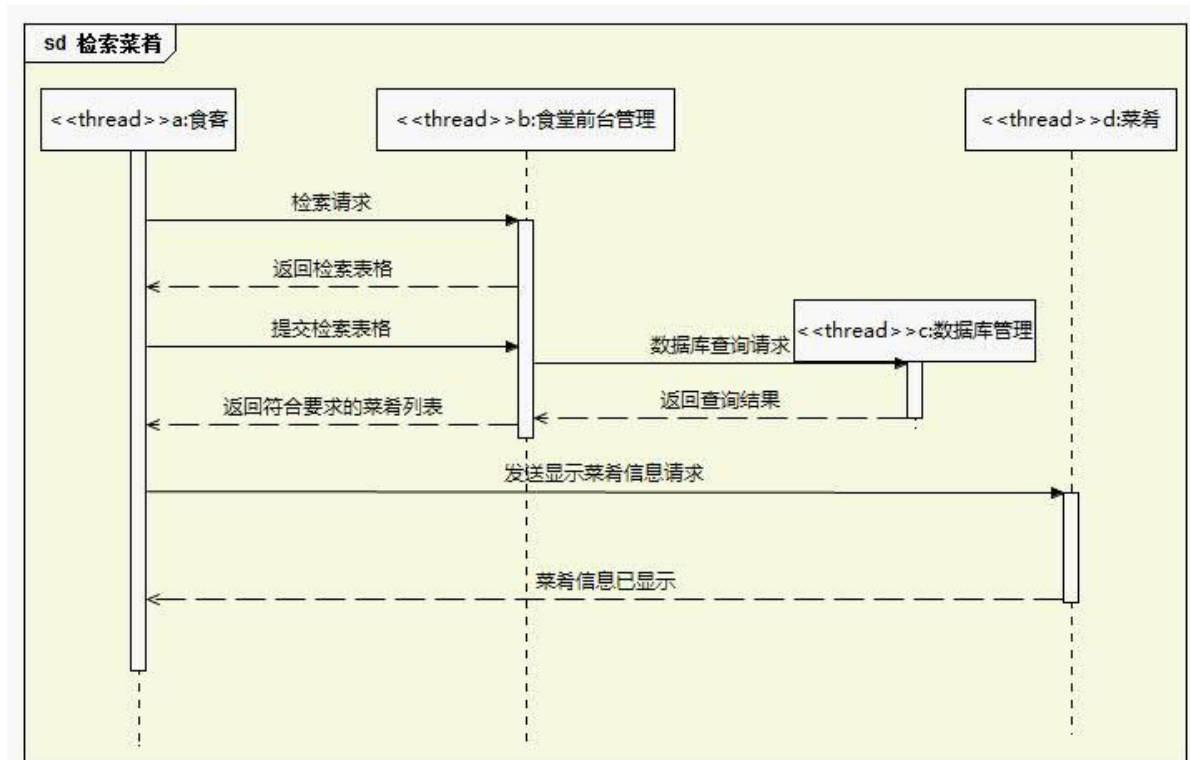 sd 检索菜肴
<<thread>>a:食客
<<thread>>b:食堂前台管理
<<thread>>d:菜肴
检索请求
返回检索表格
提交检索表格
<<thread>>c:数据库管理
数据库查询请求
返回查询结果
返回符合要求的菜肴列表
发送显示菜肴信息请求
菜肴信息已显示